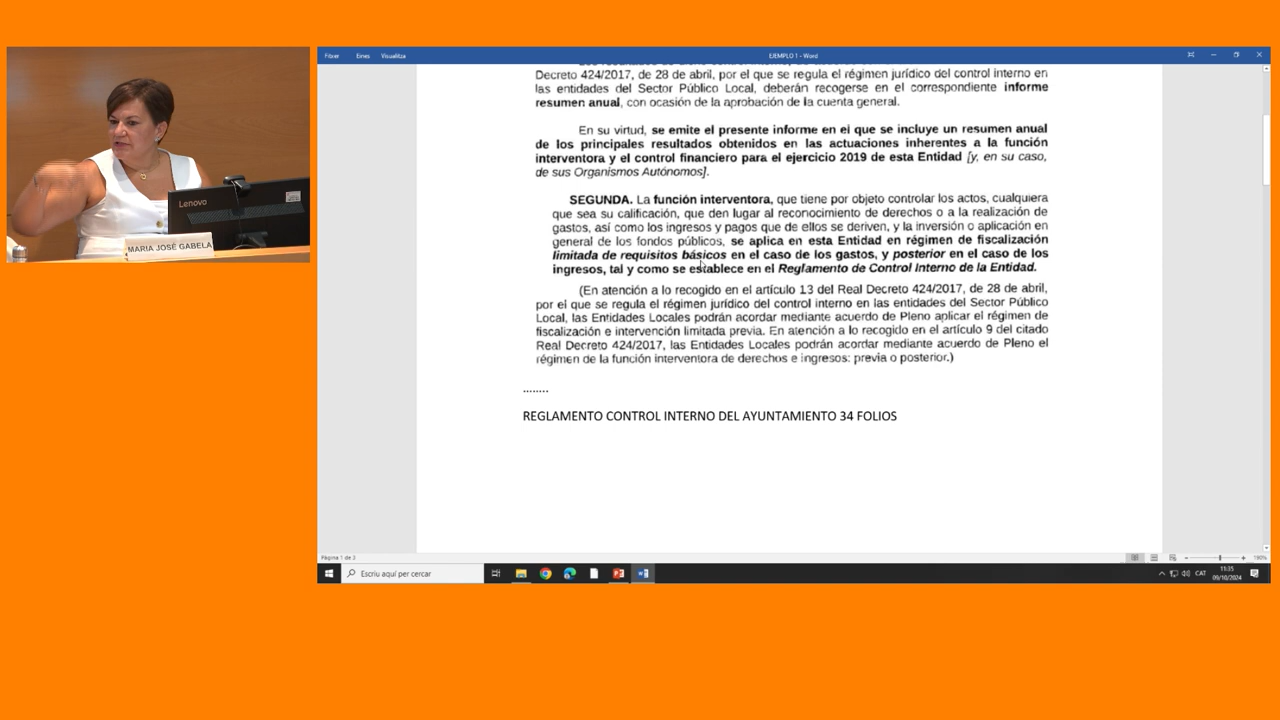 Lenovo
MARIA JOSÉ GABELA
Fitxer Eines Visualitza
EJEMPLO 1 - Word
Decreto 424/2017, de 28 de abril, por el que se regula el régimen jurídico del control interno en
las entidades del Sector Público Local, deberán recogerse en el correspondiente informe
resumen anual, con ocasión de la aprobación de la cuenta general.
En su virtud, se emite el presente informe en el que se incluye un resumen anual
de los principales resultados obtenidos en las actuaciones inherentes a la función
interventora y el control financiero para el ejercicio 2019 de esta Entidad [y, en su caso,
de sus Organismos Autónomos].
SEGUNDA. La función interventora, que tiene por objeto controlar los actos, cualquiera
que sea su calificación, que den lugar al reconocimiento de derechos o a la realización de
gastos, así como los ingresos y pagos que de ellos se deriven, y la inversión o aplicación en
general de los fondos públicos, se aplica en esta Entidad en régimen de fiscalización
limitada de requisitos básicos en el caso de los gastos, y posterior en el caso de los
ingresos, tal y como se establece en el Reglamento de Control Interno de la Entidad.
(En atención a lo recogido en el artículo 13 del Real Decreto 424/2017, de 28 de abril,
por el que se regula el régimen jurídico del control interno en las entidades del Sector Público
Local, las Entidades Locales podrán acordar mediante acuerdo de Pleno aplicar el régimen de
fiscalización e intervención limitada previa. En atención a lo recogido en el artículo 9 del citado
Real Decreto 424/2017, las Entidades Locales podrán acordar mediante acuerdo de Pleno el
régimen de la función interventora de derechos e ingresos: previa o posterior.)
........
REGLAMENTO CONTROL INTERNO DEL AYUNTAMIENTO 34 FOLIOS
Pàgina 1 de 2
190%
Escriu aquí per cercar
CAT
11:35
09/10/2024